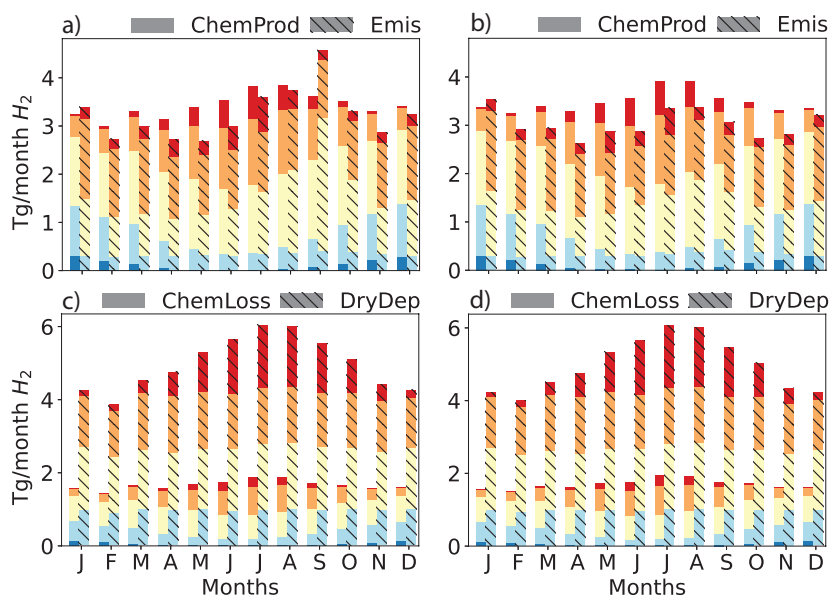 a) ChemProd Emis
b) ChemProd Emis
Tg/month H2
4
3
2
1
0
4
3
2
1
0
c) ChemLoss DryDep
d) ChemLoss DryDep
Tg/month H2
6
4
2
0
6
4
2
0
J F M A M J J A S O N D
Months
J F M A M J J A S O N D
Months